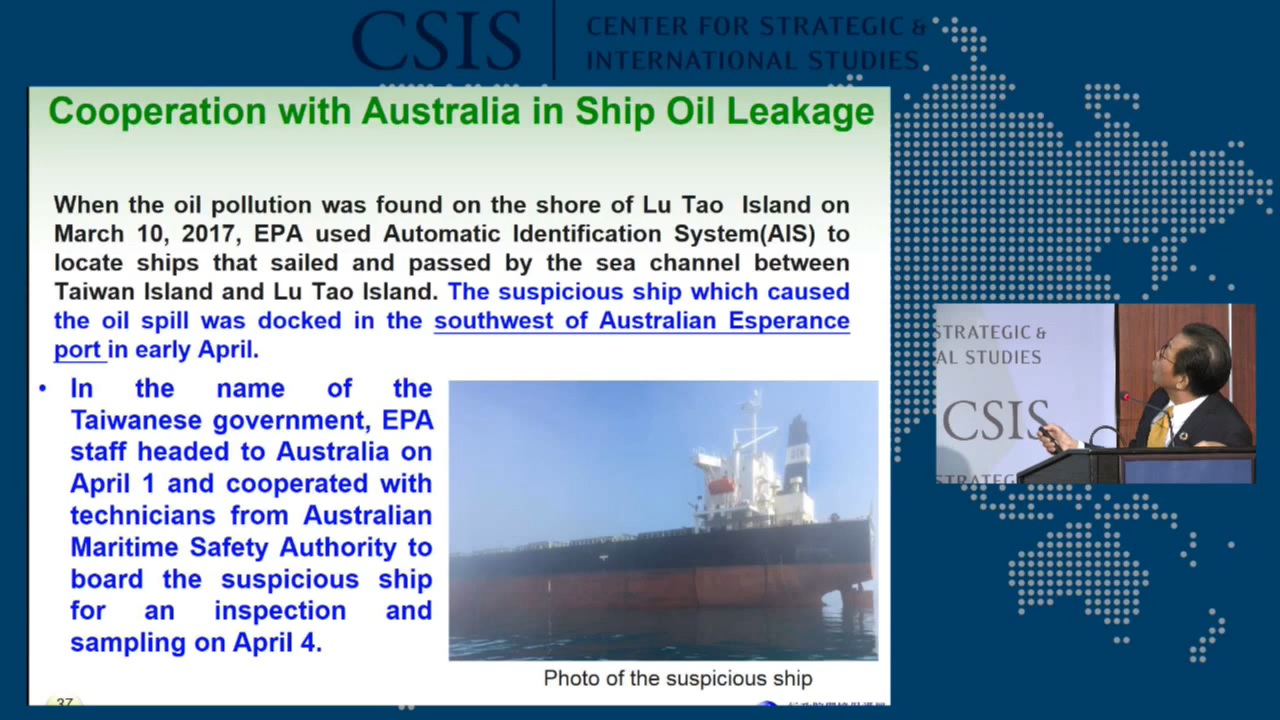 CSIS
CENTER FOR STRATEGIC &
INTERNATIONAL STUDIES
Cooperation with Australia in Ship Oil Leakage
When the oil pollution was found on the shore of Lu Tao Island on
March 10, 2017, EPA used Automatic Identification System(AIS) to
locate ships that sailed and passed by the sea channel between
Taiwan Island and Lu Tao Island. The suspicious ship which caused
the oil spill was docked in the southwest of Australian Esperance
port in early April.
• In the name of the
Taiwanese government, EPA
staff headed to Australia on
April 1 and cooperated with
technicians from Australian
Maritime Safety Authority to
board the suspicious ship
for an inspection and
sampling on April 4.
Photo of the suspicious ship
37
STRATEGIC &
AL STUDIES
CSIS
STRATEG